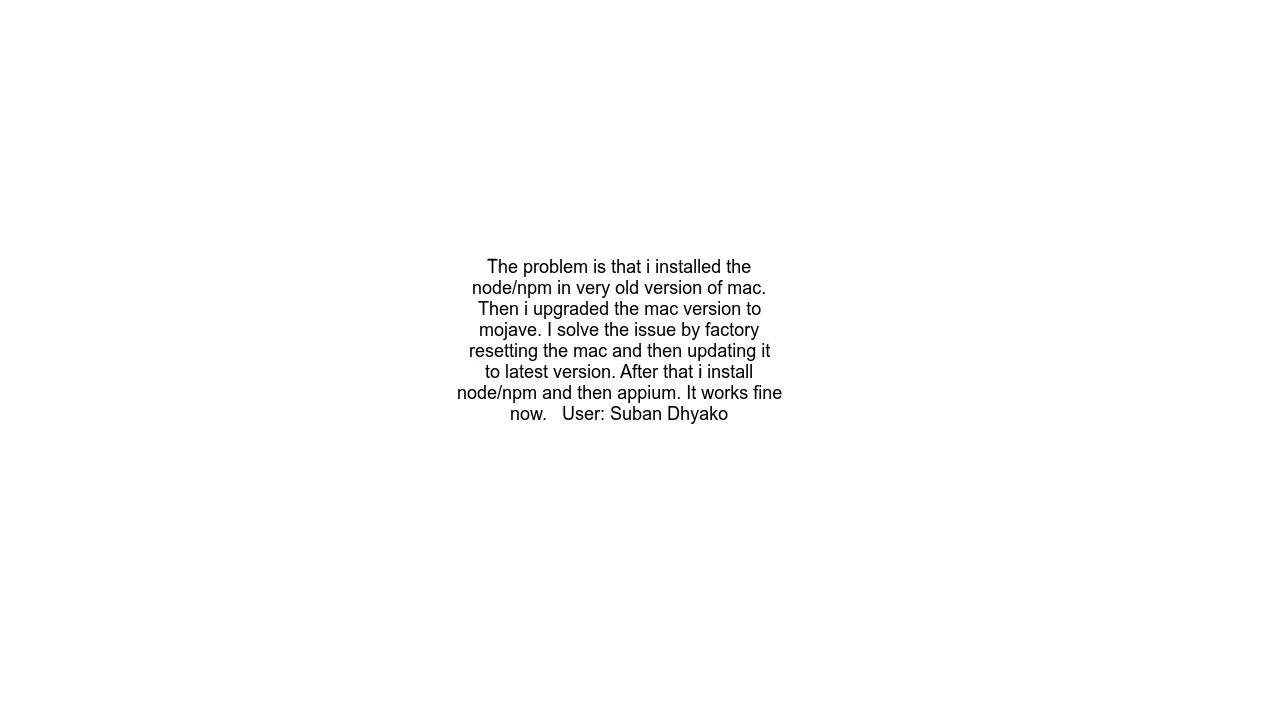 The problem is that i installed the
node/npm in very old version of mac.
Then i upgraded the mac version to
mojave. I solve the issue by factory
resetting the mac and then updating it
to latest version. After that i install
node/npm and then appium. It works fine
now.   User: Suban Dhyako